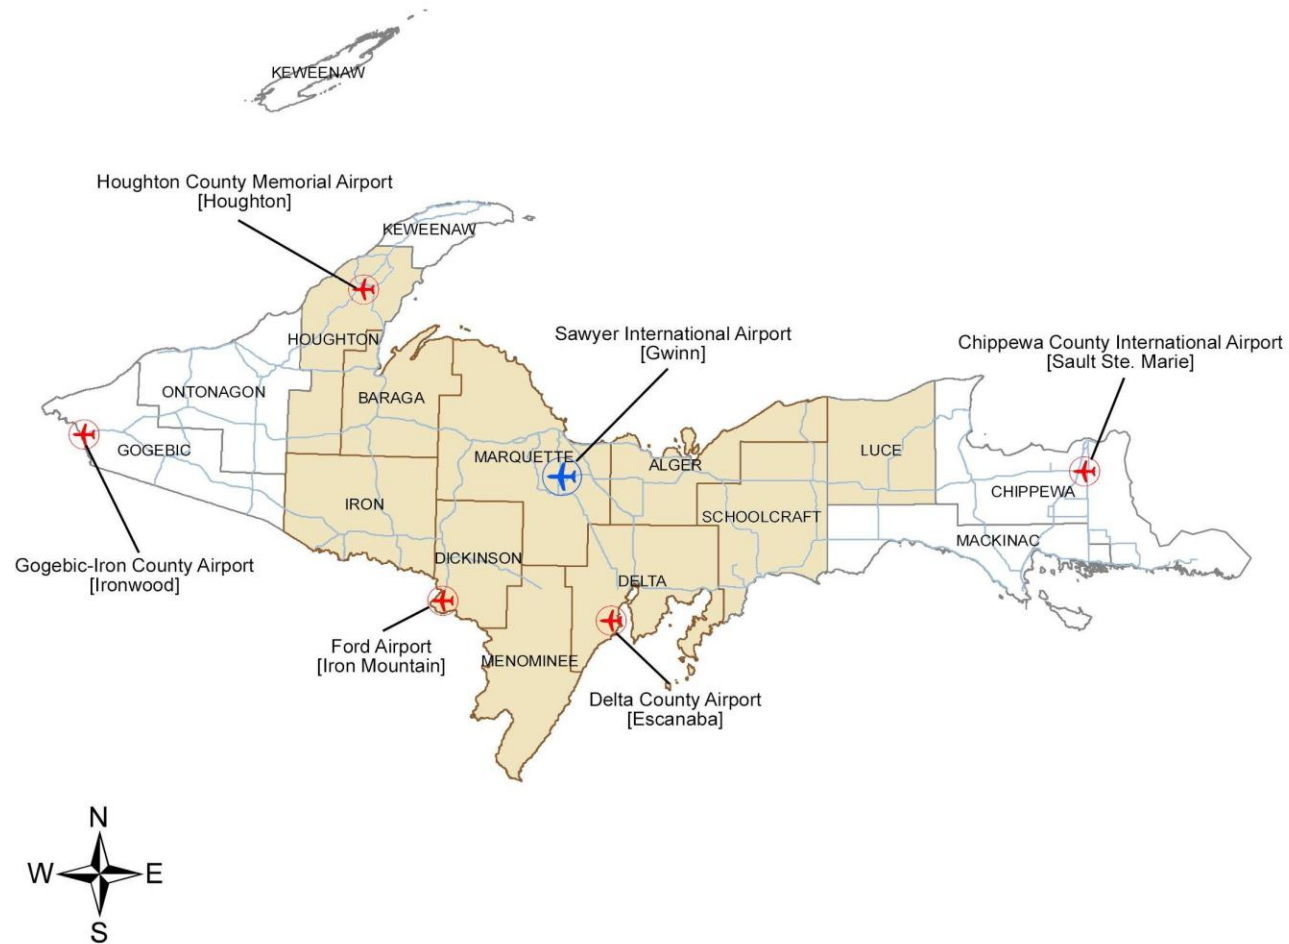 KEWEENAW
Houghton County Memorial Airport
[Houghton]
KEWEENAW
Sawyer International Airport
[Gwinn]
Chippewa County International Airport
[Sault Ste. Marie]
HOUGHTON
ONTONAGON
BARAGA
GOGEBIC
MARQUETTE
ALGER
LUCE
CHIPPEWA
IRON
SCHOOLCRAFT
MACKINAC
DICKINSON
Gogebic-Iron County Airport
[Ironwood]
DELTA
Ford Airport
[Iron Mountain]
MENOMINEE
Delta County Airport
[Escanaba]
N
W E
S